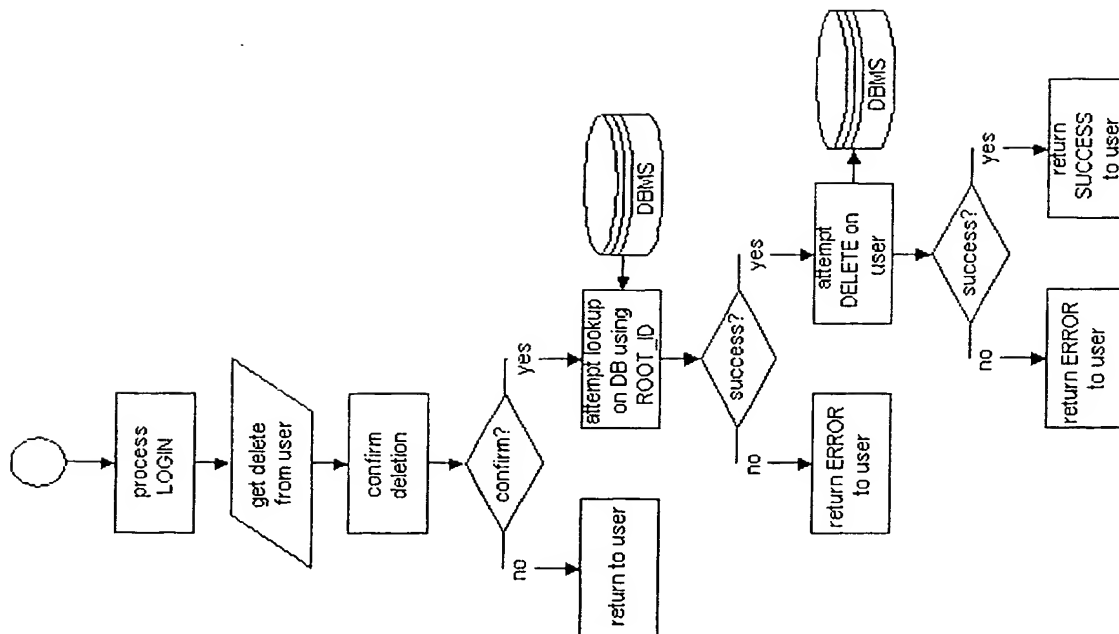 process
LOGIN
get delete
from user
confirm
deletion
confirm?
no
yes
return to user
attempt lookup
on DB using
ROOT_ID
DBMS
success?
no
yes
return ERROR
to user
attempt
DELETE on
user
DBMS
success?
no
yes
return ERROR
to user
return
SUCCESS
to user